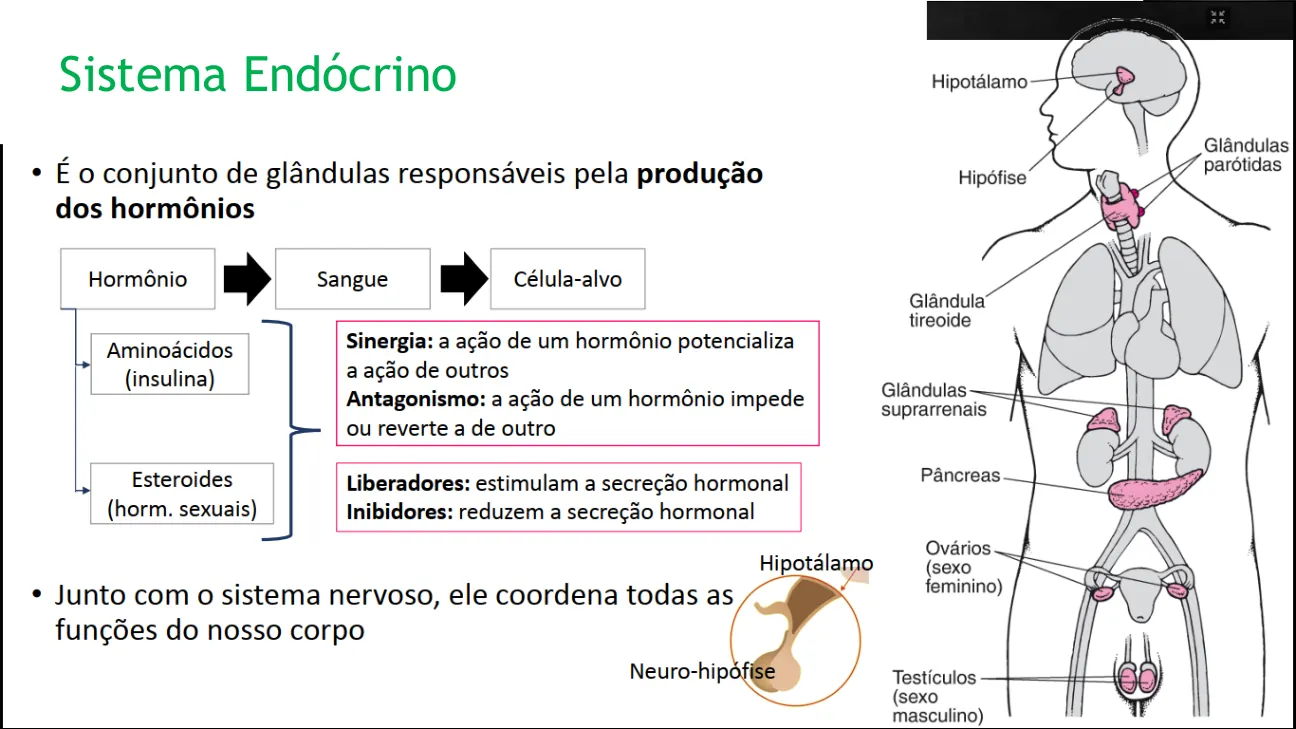 Sistema Endócrino
• É o conjunto de glândulas responsáveis pela produção
dos hormônios
Hormônio
Sangue
Célula-alvo
Aminoácidos
(insulina)
Esteroides
(horm. sexuais)
Sinergia: a ação de um hormônio potencializa
a ação de outros
Antagonismo: a ação de um hormônio impede
ou reverte a de outro
Liberadores: estimulam a secreção hormonal
Inibidores: reduzem a secreção hormonal
• Junto com o sistema nervoso, ele coordena todas as
funções do nosso corpo
Hipotálamo
Neuro-hipófise
Hipotálamo
Hipófise
Glândulas
parótidas
Glândula
tireoide
Glândulas
suprarrenais
Pâncreas
Ovários
(sexo
feminino)
Testículos
(sexo
masculino)